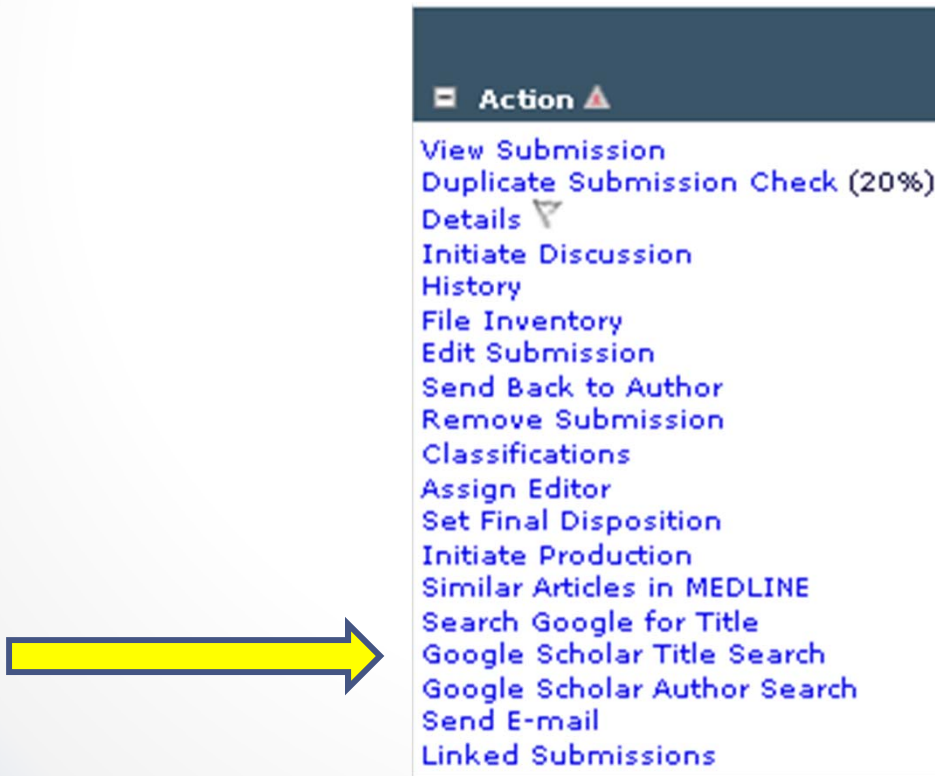 Action
View Submission
Duplicate Submission Check (20%)
Details
Initiate Discussion
History
File Inventory
Edit Submission
Send Back to Author
Remove Submission
Classifications
Assign Editor
Set Final Disposition
Initiate Production
Similar Articles in MEDLINE
Search Google for Title
Google Scholar Title Search
Google Scholar Author Search
Send E-mail
Linked Submissions